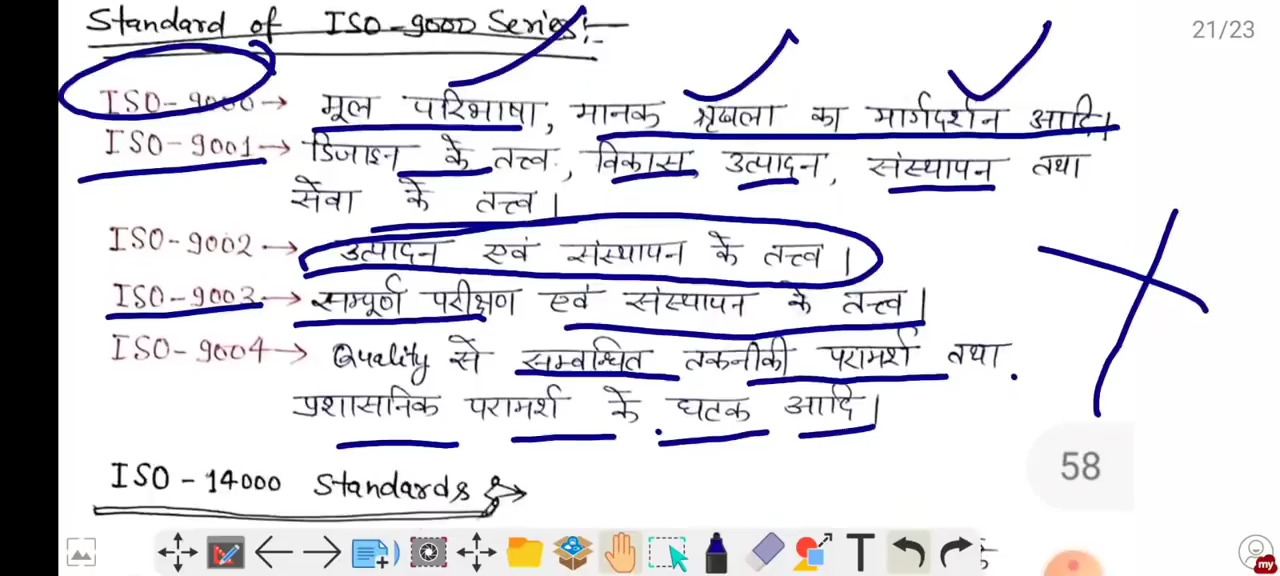 Standard of ISO-9000 Series:-
21/23
ISO-9000→ मूल परिभाषा, मानक श्रृंखला का मार्गदर्शन आदि।
ISO-9001→ डिजाइन के तत्त्व, विकास, उत्पादन, संस्थापन तथा
सेवा के तत्त्व।
ISO-9002→ उत्पादन एवं संस्थापन के तत्त्व।
ISO-9003→ सम्पूर्ण परीक्षण एवं संस्थापन के तत्त्व।
ISO-9004→ Quality से सम्बन्धित तकनीकी परामर्श तथा
प्रशासनिक परामर्श के घटक आदि।
58
ISO-14000 Standards
T
my